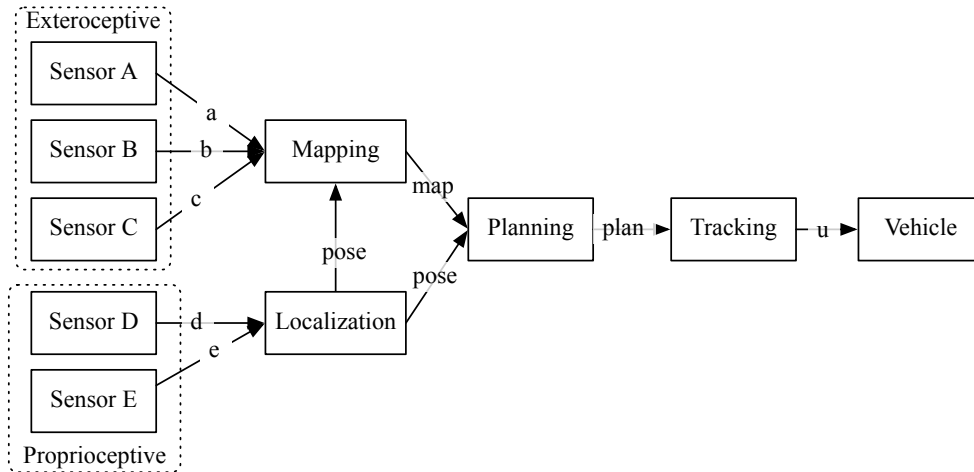 Exteroceptive
Sensor A
a
Sensor B
b
Mapping
map
Sensor C
c
Planning
plan
Tracking
u
Vehicle
pose
pose
Sensor D
d
Localization
e
Sensor E
Proprioceptive